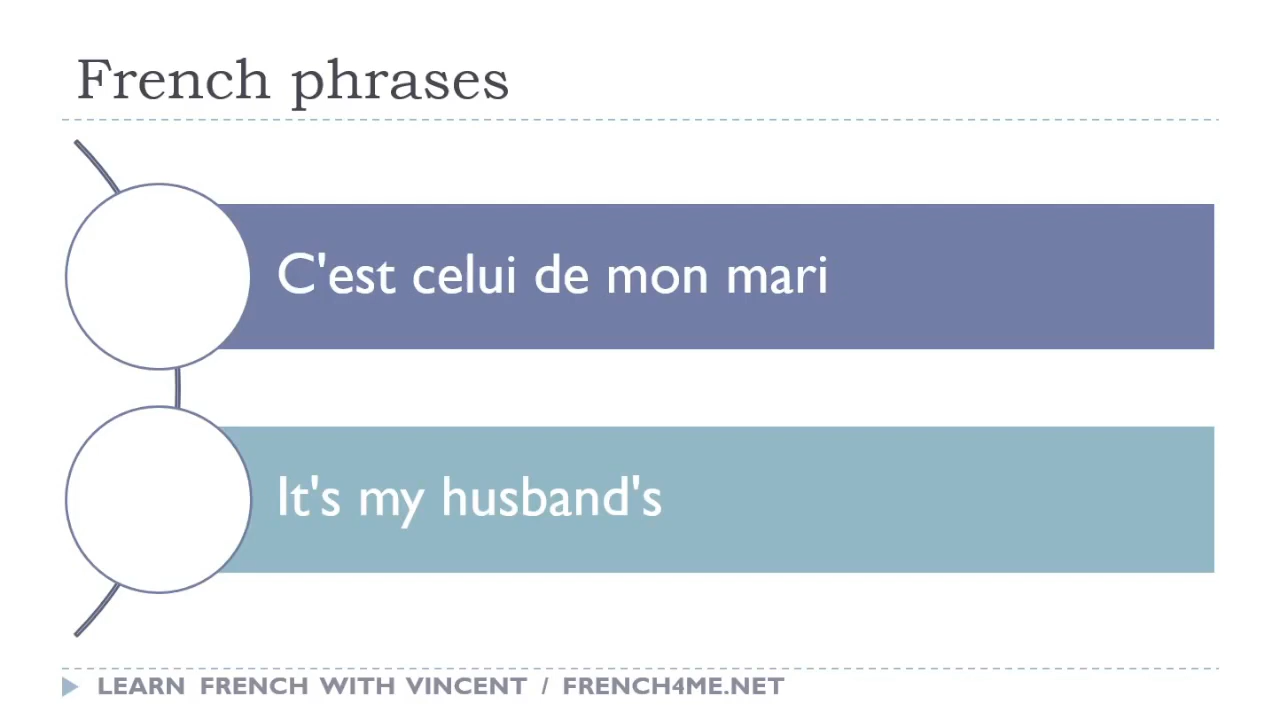 French phrases
C'est celui de mon mari
It's my husband's
LEARN FRENCH WITH VINCENT / FRENCH4ME.NET